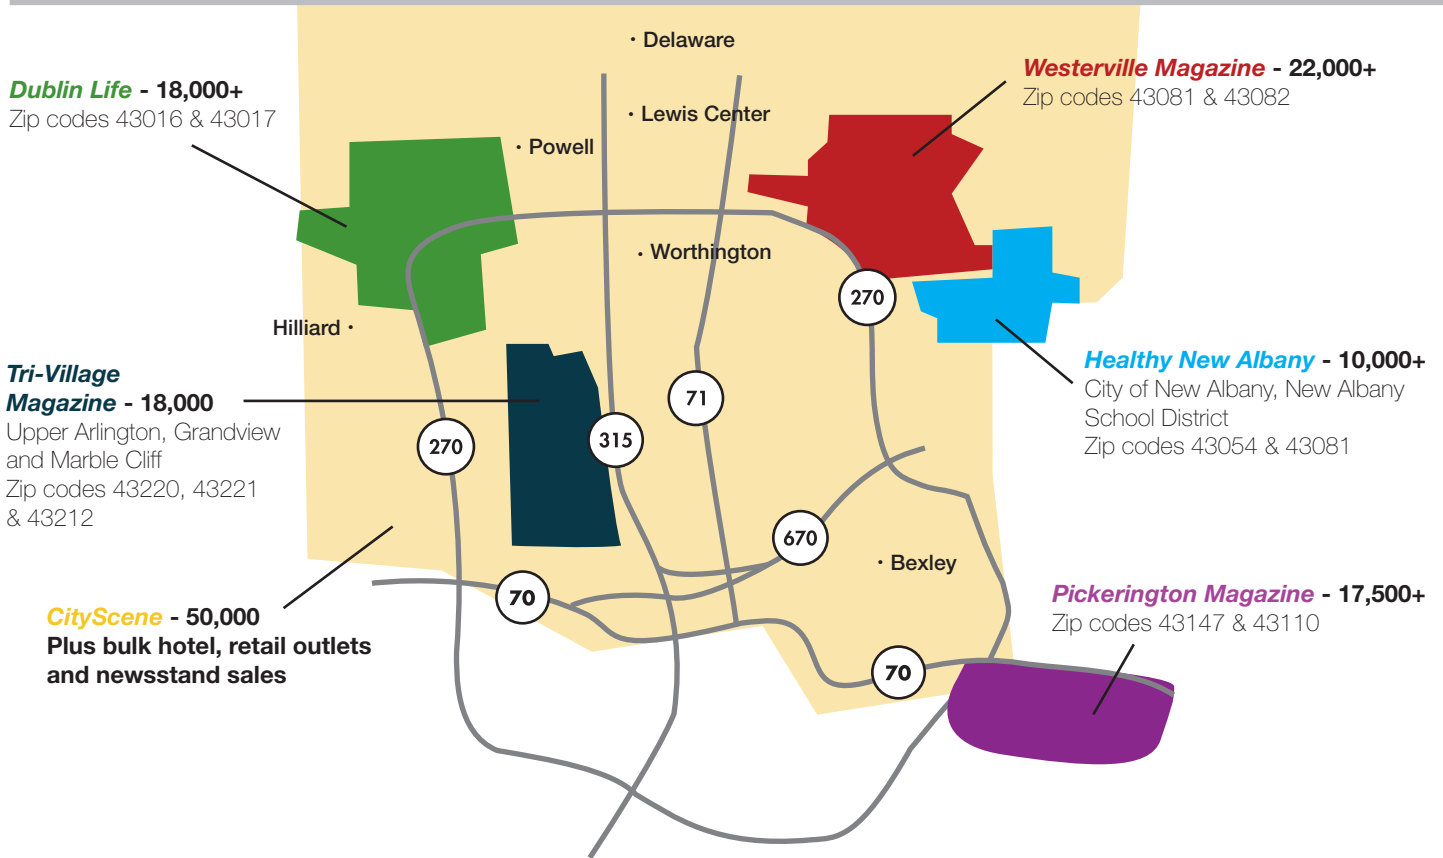 Delaware
Westerville Magazine - 22,000+
Zip codes 43081 & 43082
Dublin Life - 18,000+
Zip codes 43016 & 43017
Lewis Center
Powell
Worthington
270
Hilliard
Healthy New Albany - 10,000+
City of New Albany, New Albany
School District
Zip codes 43054 & 43081
Tri-Village
Magazine - 18,000
Upper Arlington, Grandview
and Marble Cliff
Zip codes 43220, 43221
& 43212
71
270
315
670
Bexley
70
CityScene - 50,000
Plus bulk hotel, retail outlets
and newsstand sales
Pickerington Magazine - 17,500+
Zip codes 43147 & 43110
70